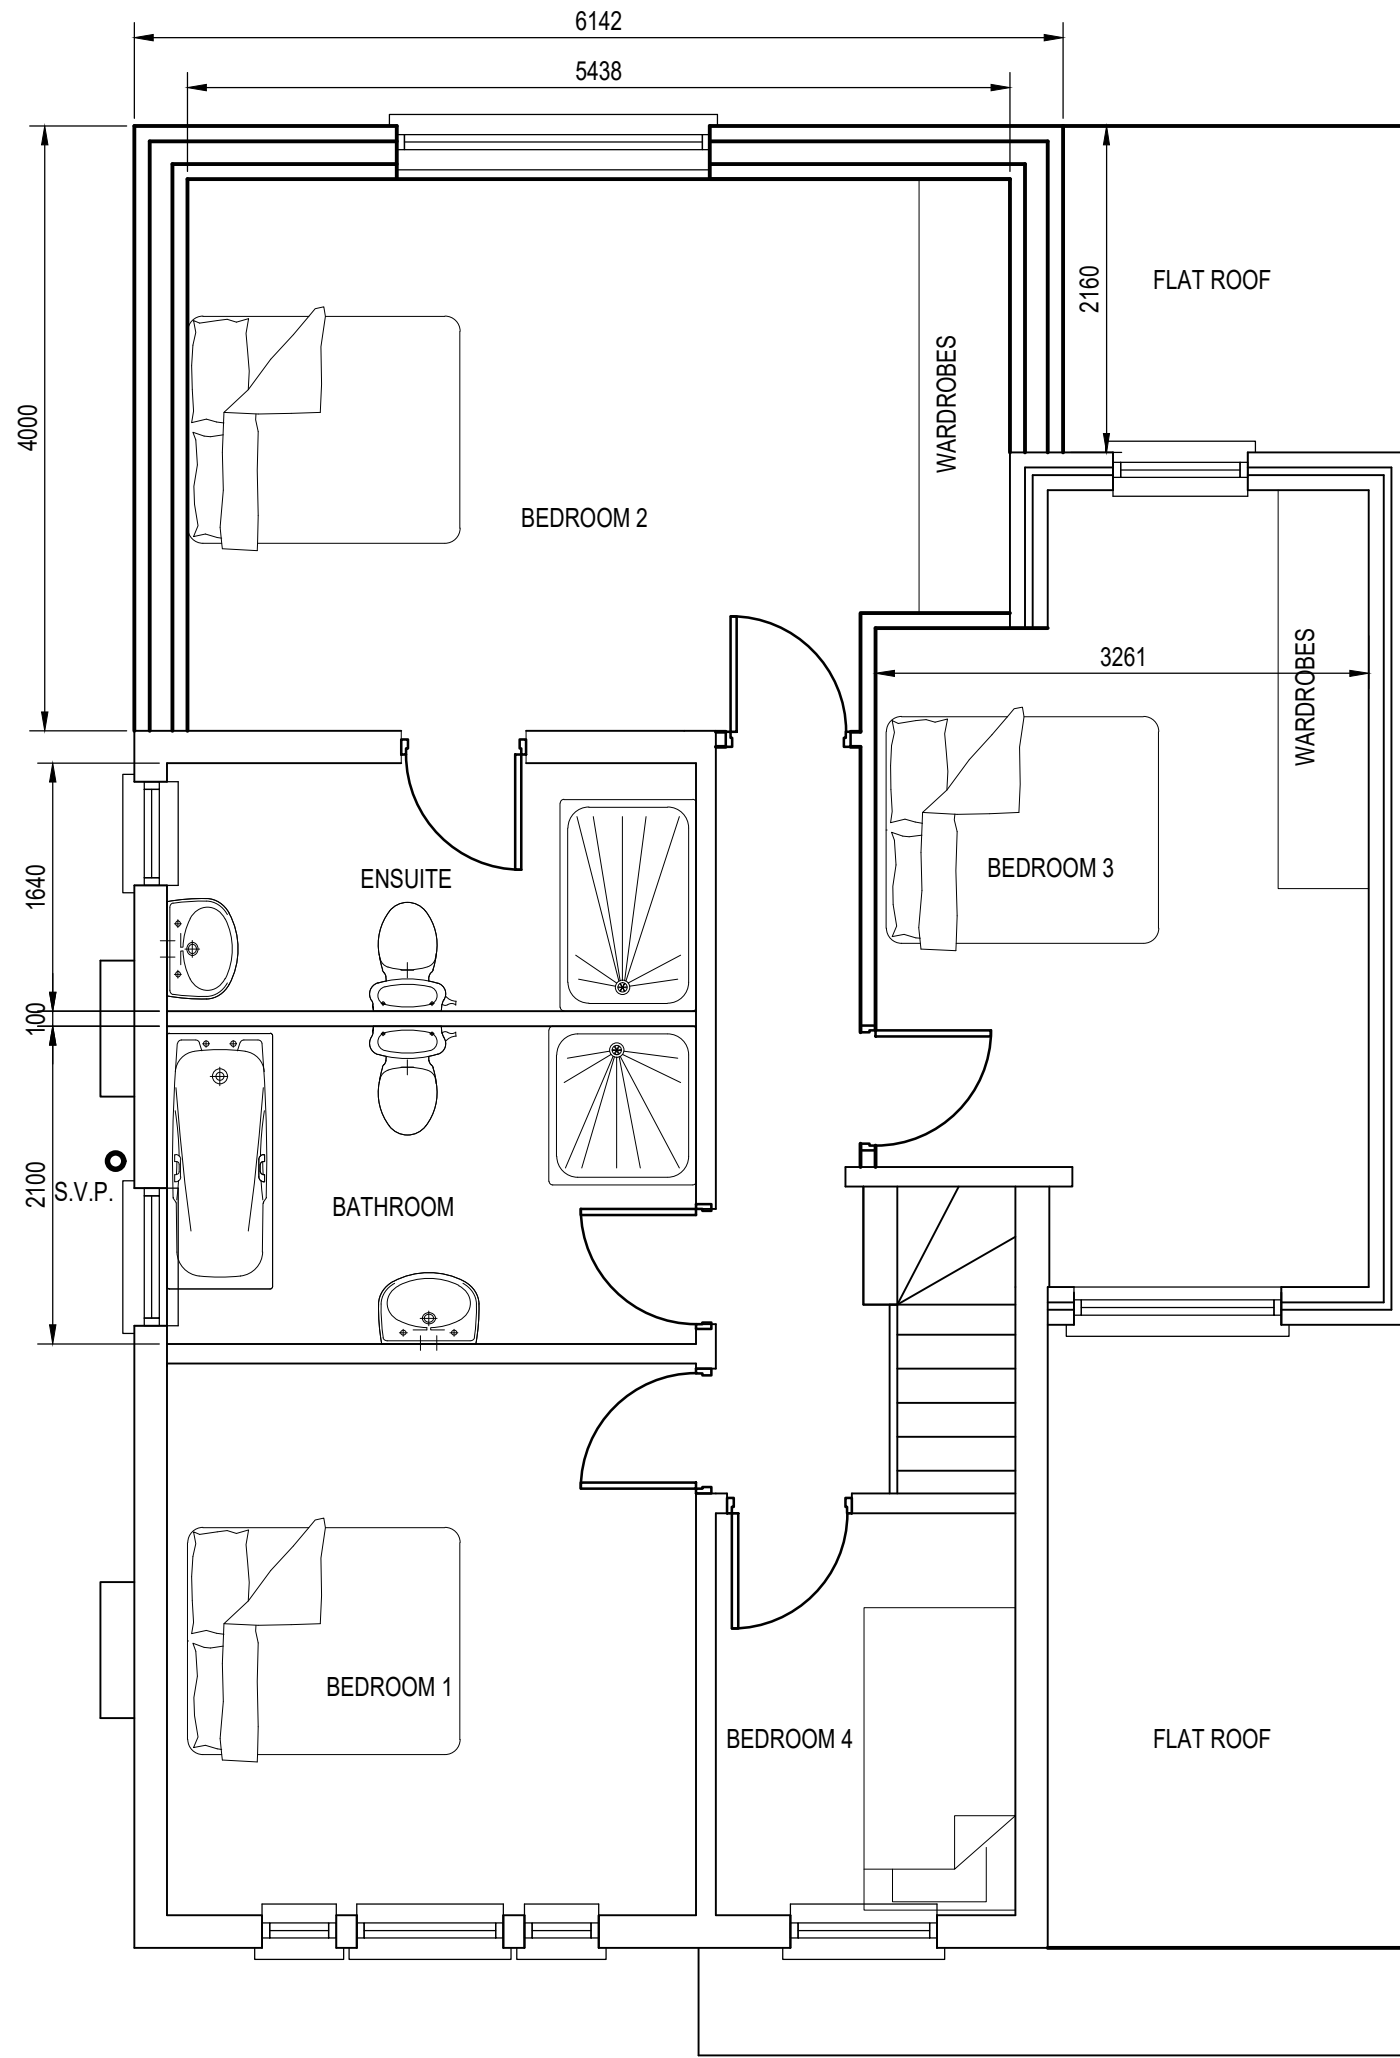 6142
5438
4000
2160
FLAT ROOF
WARDROBES
BEDROOM 2
3261
WARDROBES
1640
ENSUITE
BEDROOM 3
100
2100
S.V.P.
BATHROOM
BEDROOM 1
BEDROOM 4
FLAT ROOF